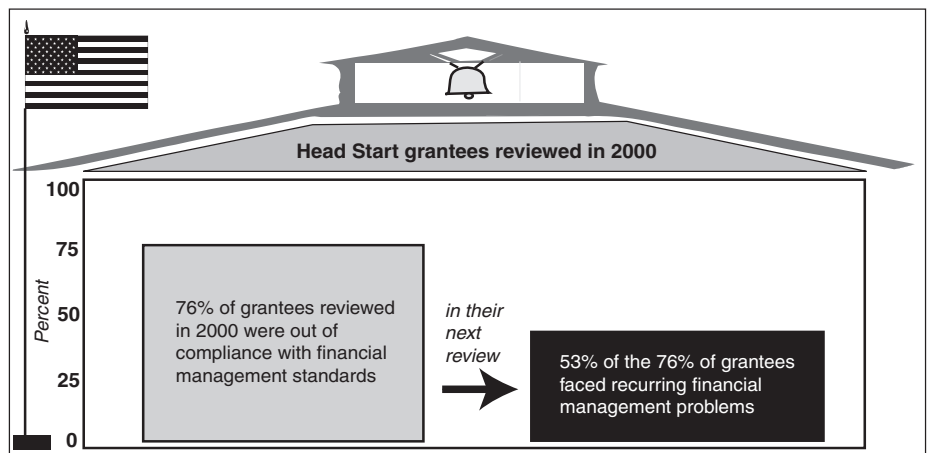 Head Start grantees reviewed in 2000
100
75
50
25
0
Percent
76% of grantees reviewed
in 2000 were out of
compliance with financial
management standards
in their
next
review
53% of the 76% of grantees
faced recurring financial
management problems